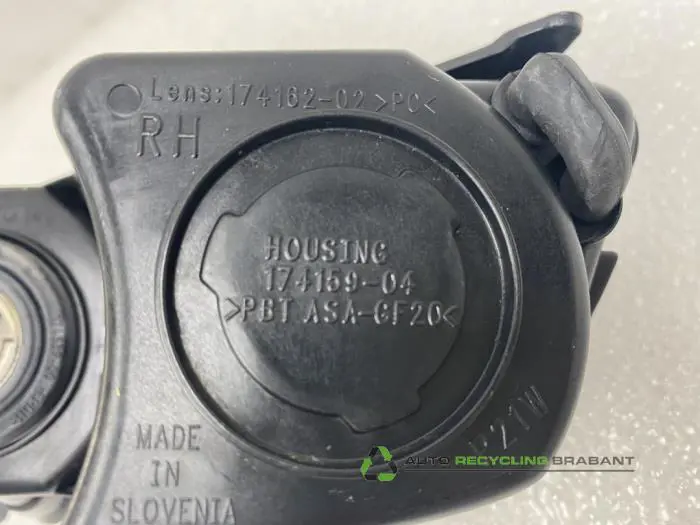 Lens:174162-02 >PC<
RH
HOUSING
174159-04
>PBT ASA-GF20<
P21W
MADE
IN
SLOVENIA
AUTO RECYCLING BRABANT